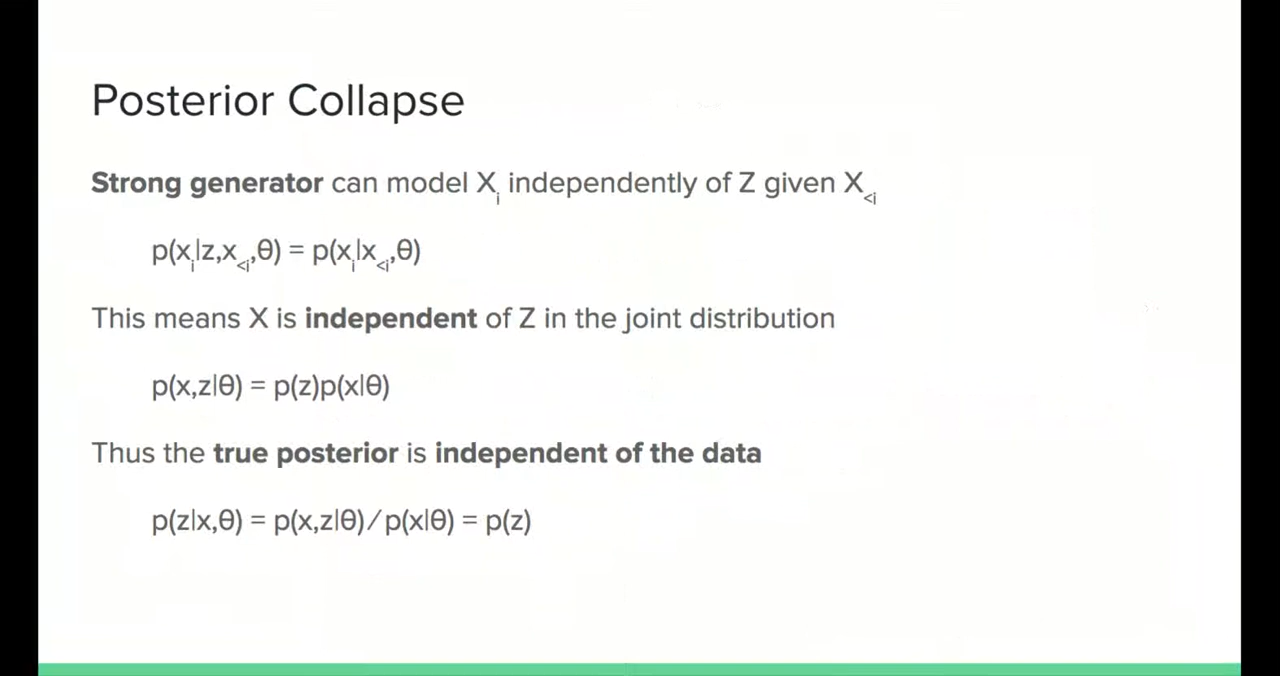 Posterior Collapse
Strong generator can model Xᵢ independently of Z given X<i
p(xᵢ|z,x<i,θ) = p(xᵢ|x<i,θ)
This means X is independent of Z in the joint distribution
p(x,z|θ) = p(z)p(x|θ)
Thus the true posterior is independent of the data
p(z|x,θ) = p(x,z|θ)/p(x|θ) = p(z)